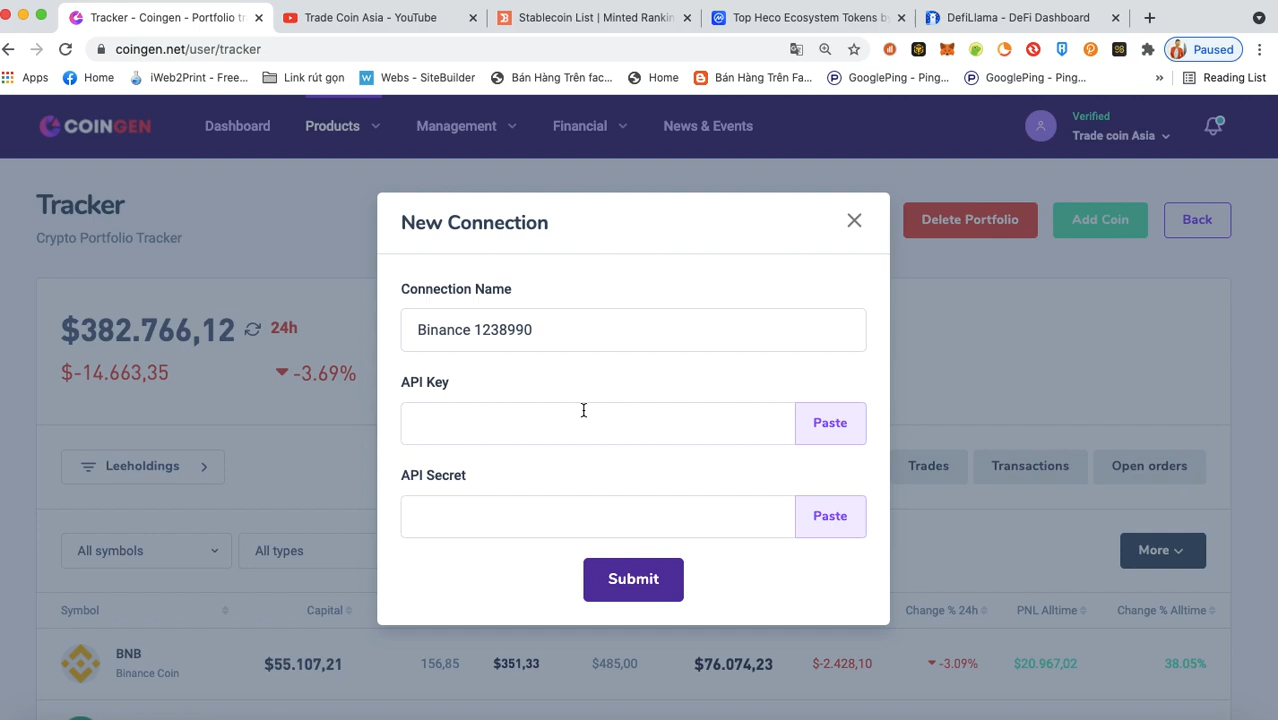 Tracker - Coingen - Portfolio tr
Trade Coin Asia - YouTube
Stablecoin List | Minted Rankin
Top Heco Ecosystem Tokens by
DefiLlama - DeFi Dashboard
coingen.net/user/tracker
Paused
Apps
Home
iWeb2Print - Free...
Link rút gọn
Webs - SiteBuilder
Bán Hàng Trên fac...
Home
Bán Hàng Trên Fa...
GooglePing - Ping...
GooglePing - Ping...
»
Reading List
COINGEN
Dashboard
Products
Management
Financial
News & Events
Verified
Trade coin Asia
Tracker
Crypto Portfolio Tracker
Delete Portfolio
Add Coin
Back
New Connection
Connection Name
Binance 1238990
API Key
Paste
API Secret
Paste
Submit
$382.766,12
24h
$-14.663,35
-3.69%
Leeholdings
Trades
Transactions
Open orders
All symbols
All types
More
Symbol
Capital
Change % 24h
PNL Alltime
Change % Alltime
BNB
Binance Coin
$55.107,21
156,85
$351,33
$485,00
$76.074,23
$-2.428,10
-3.09%
$20.967,02
38.05%